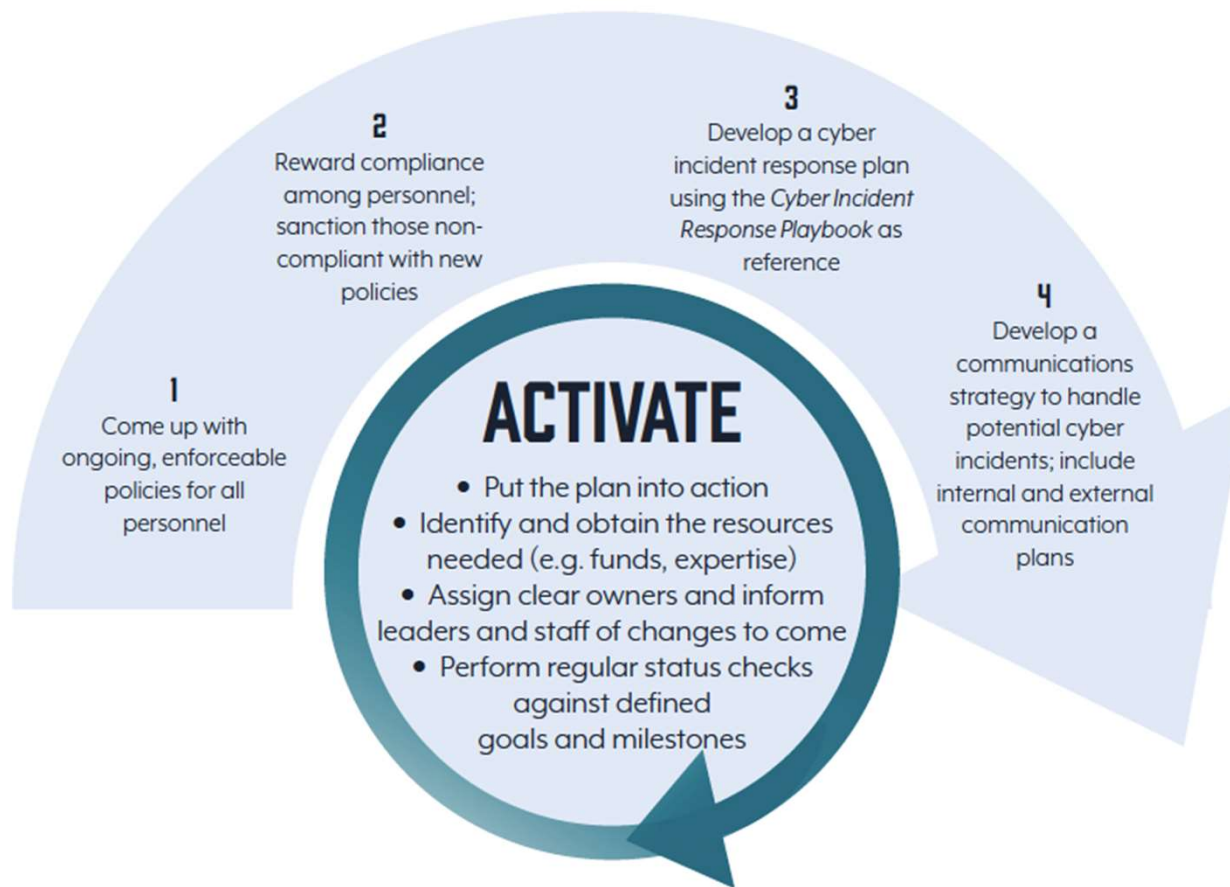 1
Come up with
ongoing, enforceable
policies for all
personnel
2
Reward compliance
among personnel;
sanction those non-
compliant with new
policies
3
Develop a cyber
incident response plan
using the Cyber Incident
Response Playbook as
reference
4
Develop a
communications
strategy to handle
potential cyber
incidents; include
internal and external
communication
plans
ACTIVATE
• Put the plan into action
• Identify and obtain the resources
needed (e.g. funds, expertise)
• Assign clear owners and inform
leaders and staff of changes to come
• Perform regular status checks
against defined
goals and milestones